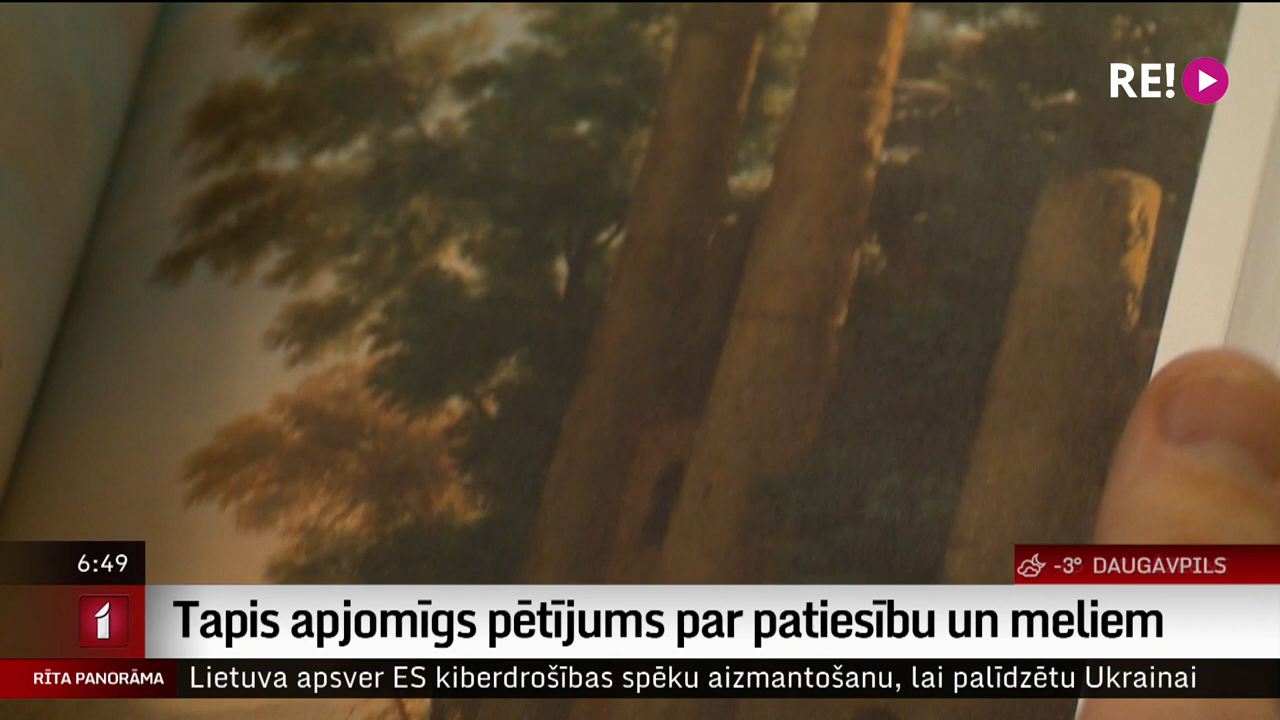 RE!
6:49
-3° DAUGAVPILS
1
Tapis apjomīgs pētījums par patiesību un meliem
RĪTA PANORĀMA
Lietuva apsver ES kiberdrošības spēku aizmantošanu, lai palīdzētu Ukrainai